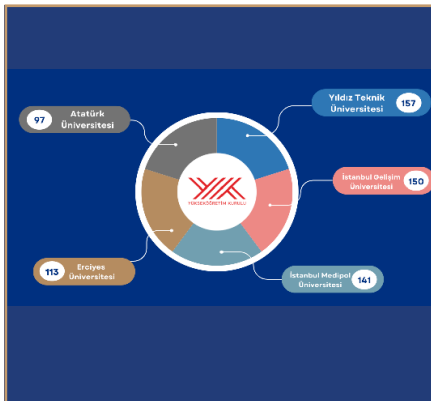 Yıldız Teknik
Üniversitesi
157
İstanbul Gelişim
Üniversitesi
150
İstanbul Medipol
Üniversitesi
141
113
Erciyes
Üniversitesi
97
Atatürk
Üniversitesi
YÜKSEKÖĞRETİM KURULU